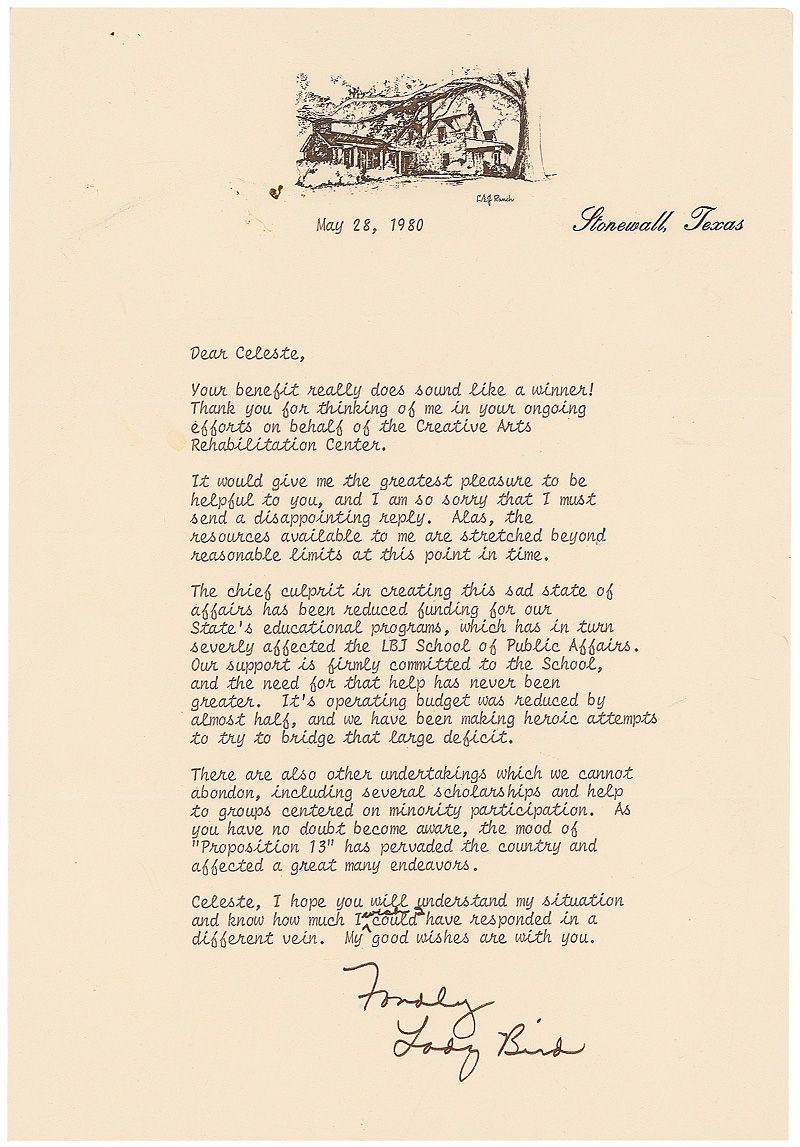 LBJ Ranch
May 28, 1980
Stonewall, Texas
Dear Celeste,
Your benefit really does sound like a winner!
Thank you for thinking of me in your ongoing
efforts on behalf of the Creative Arts
Rehabilitation Center.
It would give me the greatest pleasure to be
helpful to you, and I am so sorry that I must
send a disappointing reply. Alas, the
resources available to me are stretched beyond
reasonable limits at this point in time.
The chief culprit in creating this sad state of
affairs has been reduced funding for our
State's educational programs, which has in turn
severly affected the LBJ School of Public Affairs.
Our support is firmly committed to the School,
and the need for that help has never been
greater. It's operating budget was reduced by
almost half, and we have been making heroic attempts
to try to bridge that large deficit.
There are also other undertakings which we cannot
abondon, including several scholarships and help
to groups centered on minority participation. As
you have no doubt become aware, the mood of
"Proposition 13" has pervaded the country and
affected a great many endeavors.
Celeste, I hope you will understand my situation
and know how much I wish I could have responded in a
different vein. My good wishes are with you.
Fondly
Lady Bird